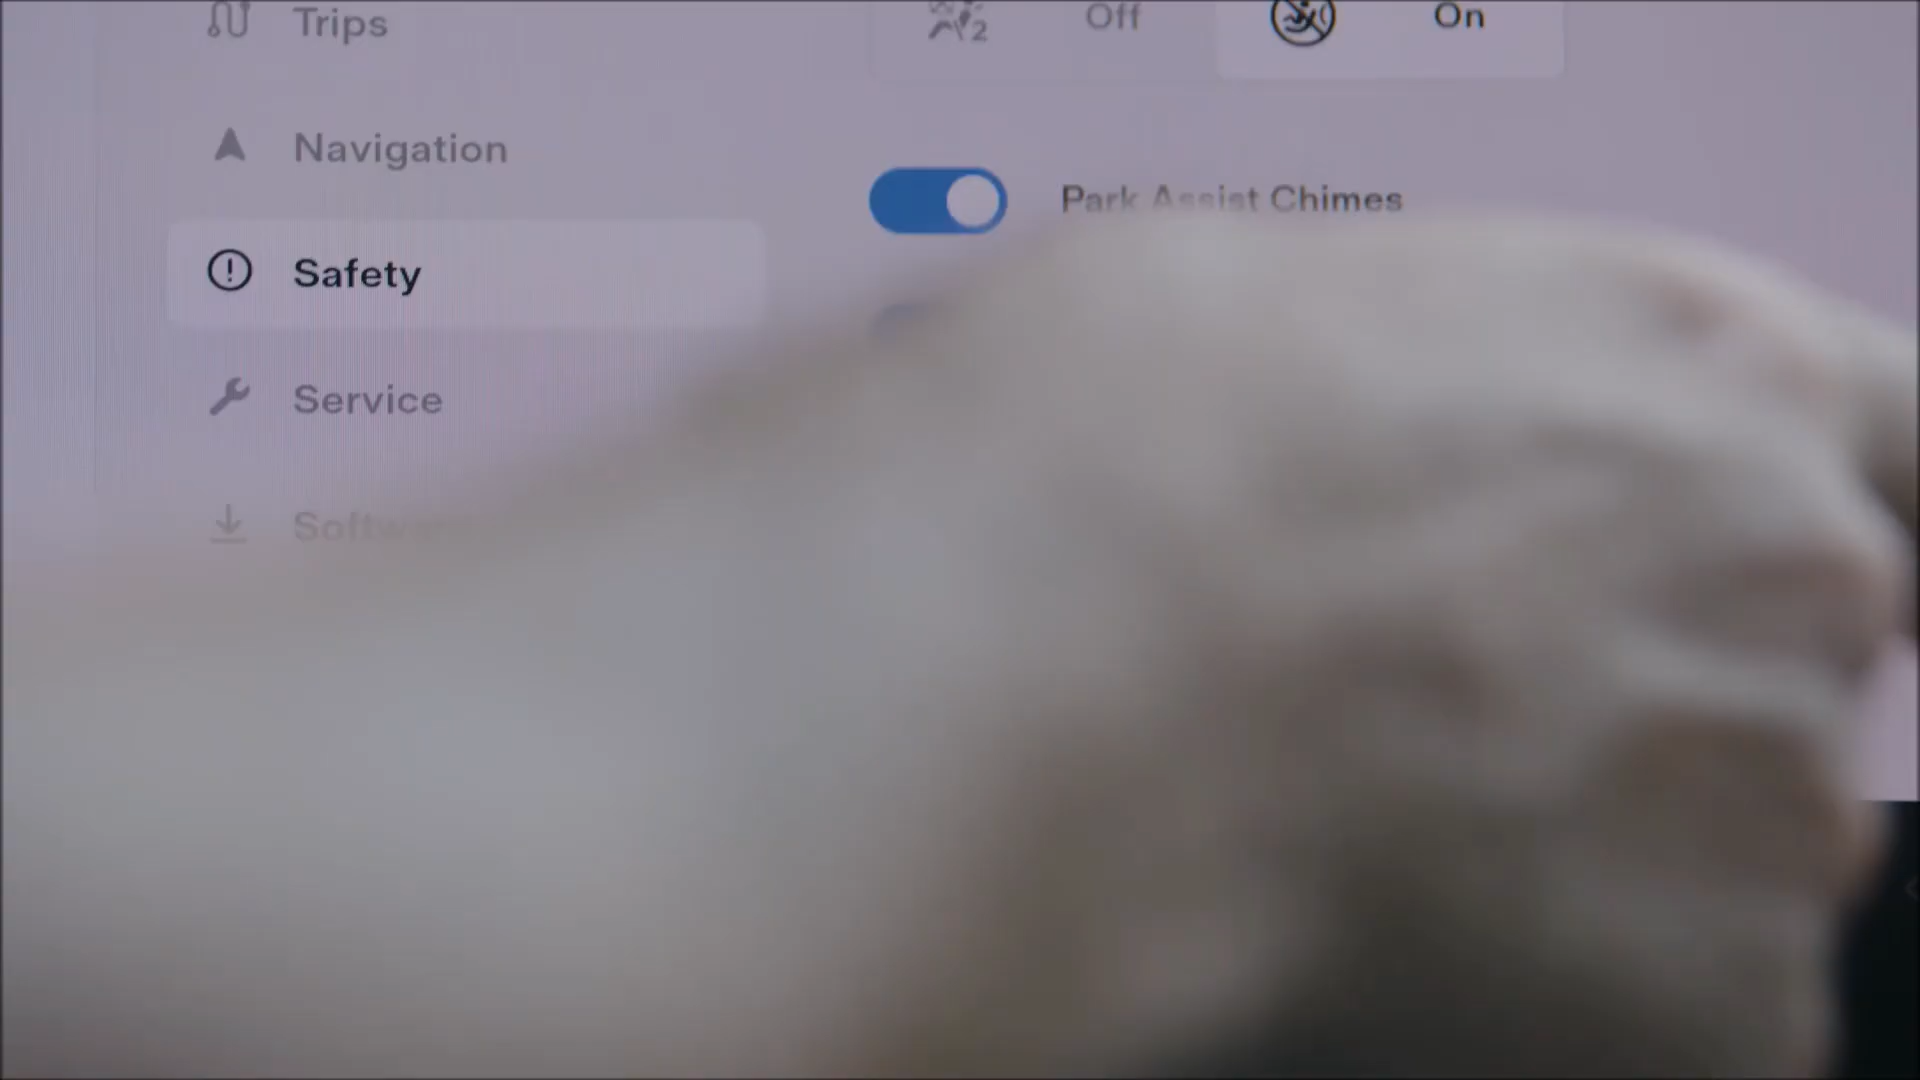 Trips
Navigation
Safety
Service
Off
On
Park Assist Chimes